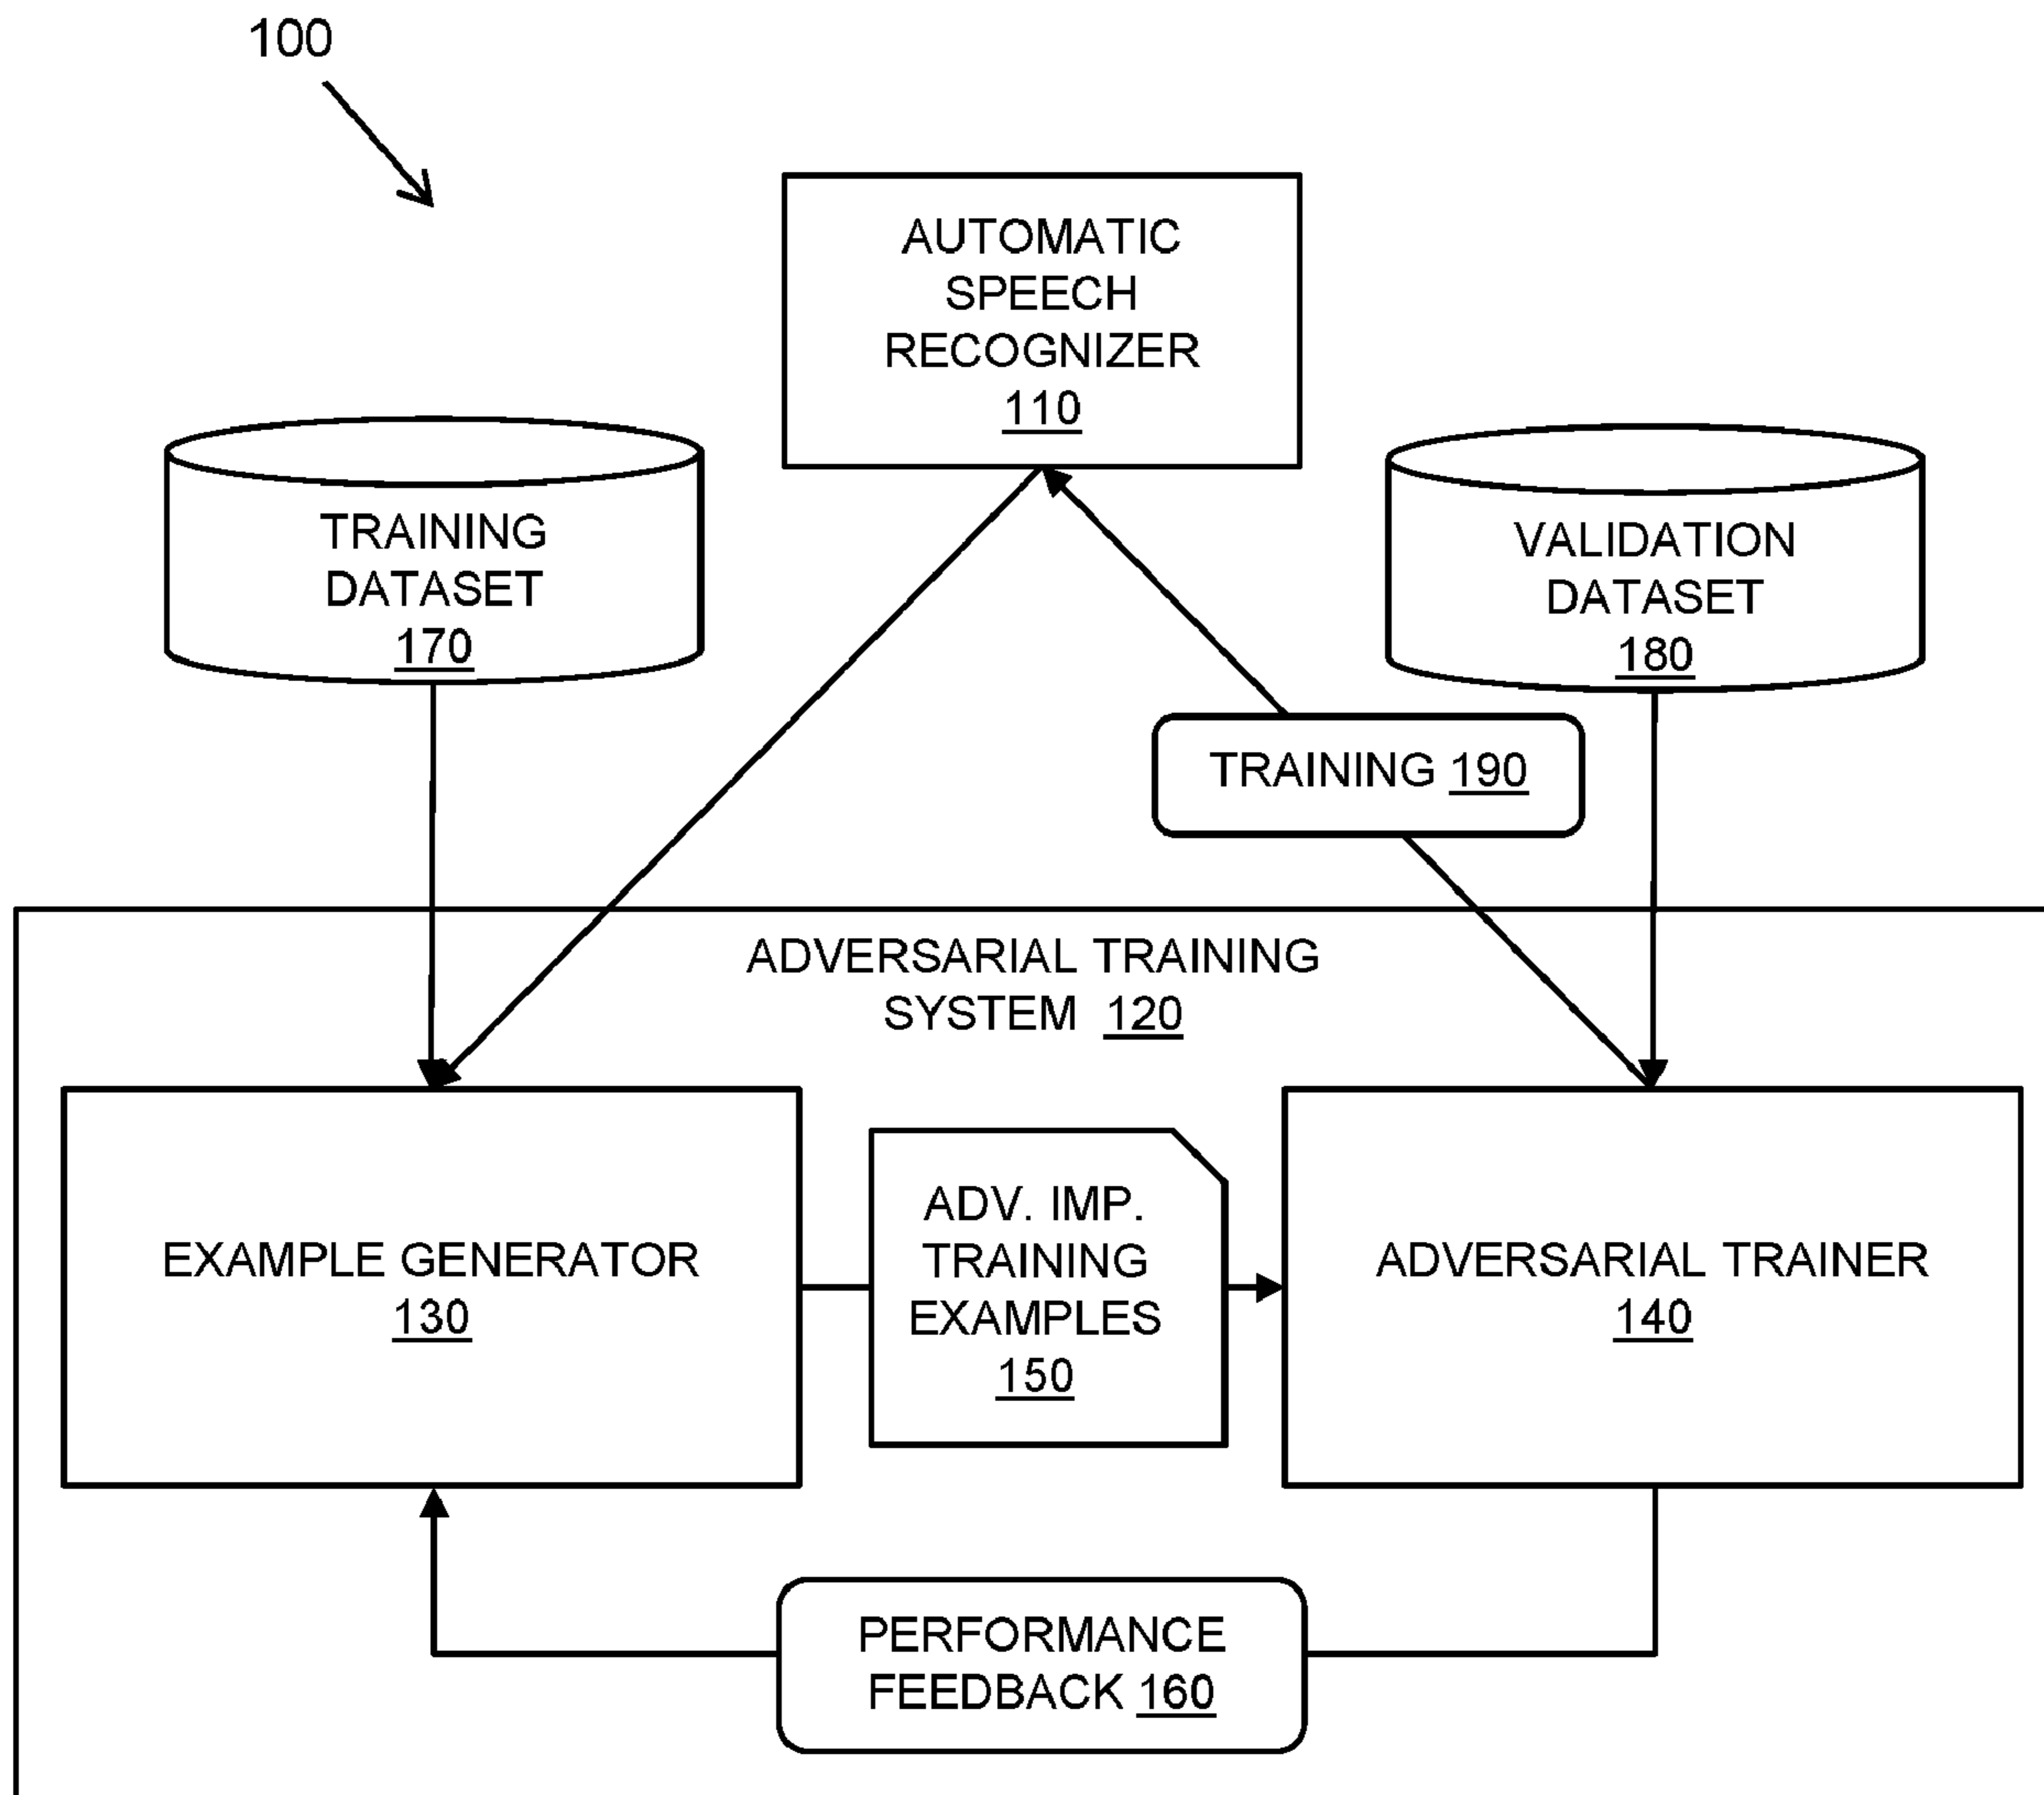 100
AUTOMATIC
SPEECH
RECOGNIZER
110
TRAINING
DATASET
170
VALIDATION
DATASET
180
TRAINING 190
ADVERSARIAL TRAINING
SYSTEM 120
EXAMPLE GENERATOR
130
ADV. IMP.
TRAINING
EXAMPLES
150
ADVERSARIAL TRAINER
140
PERFORMANCE
FEEDBACK 160